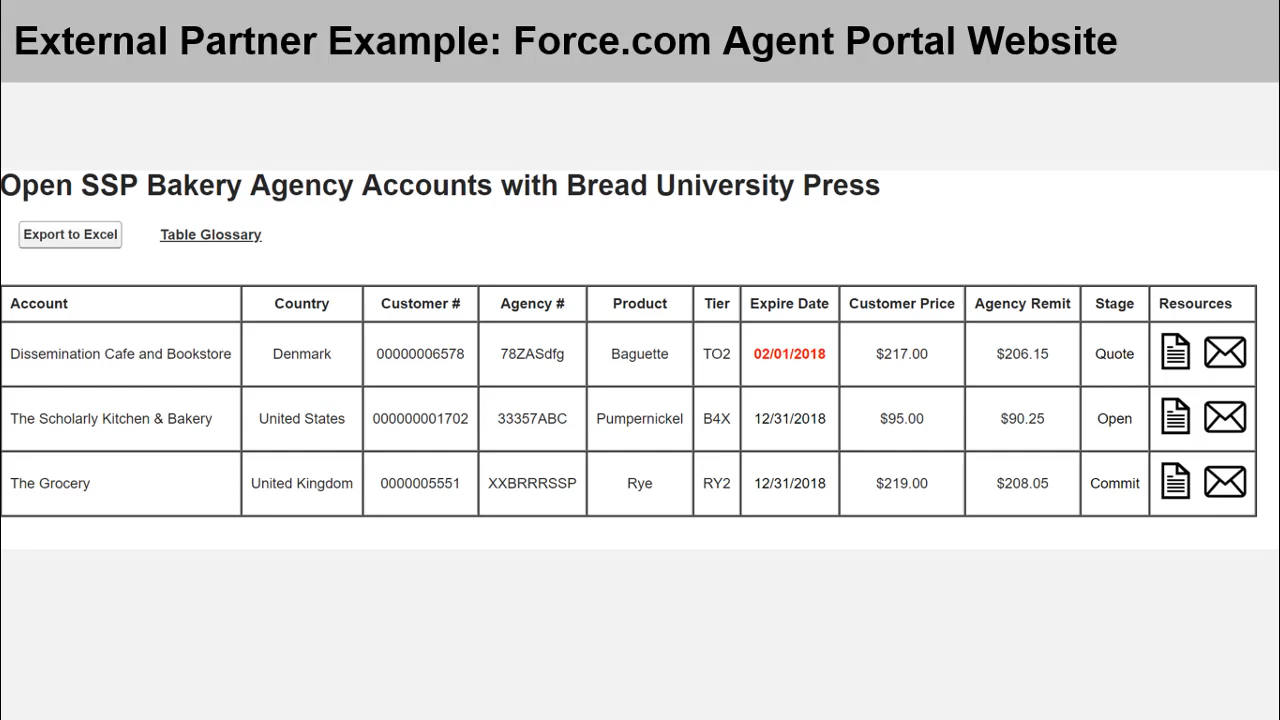 External Partner Example: Force.com Agent Portal Website
Open SSP Bakery Agency Accounts with Bread University Press
Export to Excel Table Glossary
Account Country Customer # Agency # Product Tier Expire Date Customer Price Agency Remit Stage Resources
Dissemination Cafe and Bookstore Denmark 00000006578 78ZASdfg Baguette TO2 02/01/2018 $217.00 $206.15 Quote
The Scholarly Kitchen & Bakery United States 000000001702 33357ABC Pumpernickel B4X 12/31/2018 $95.00 $90.25 Open
The Grocery United Kingdom 0000005551 XXBRRRSSP Rye RY2 12/31/2018 $219.00 $208.05 Commit